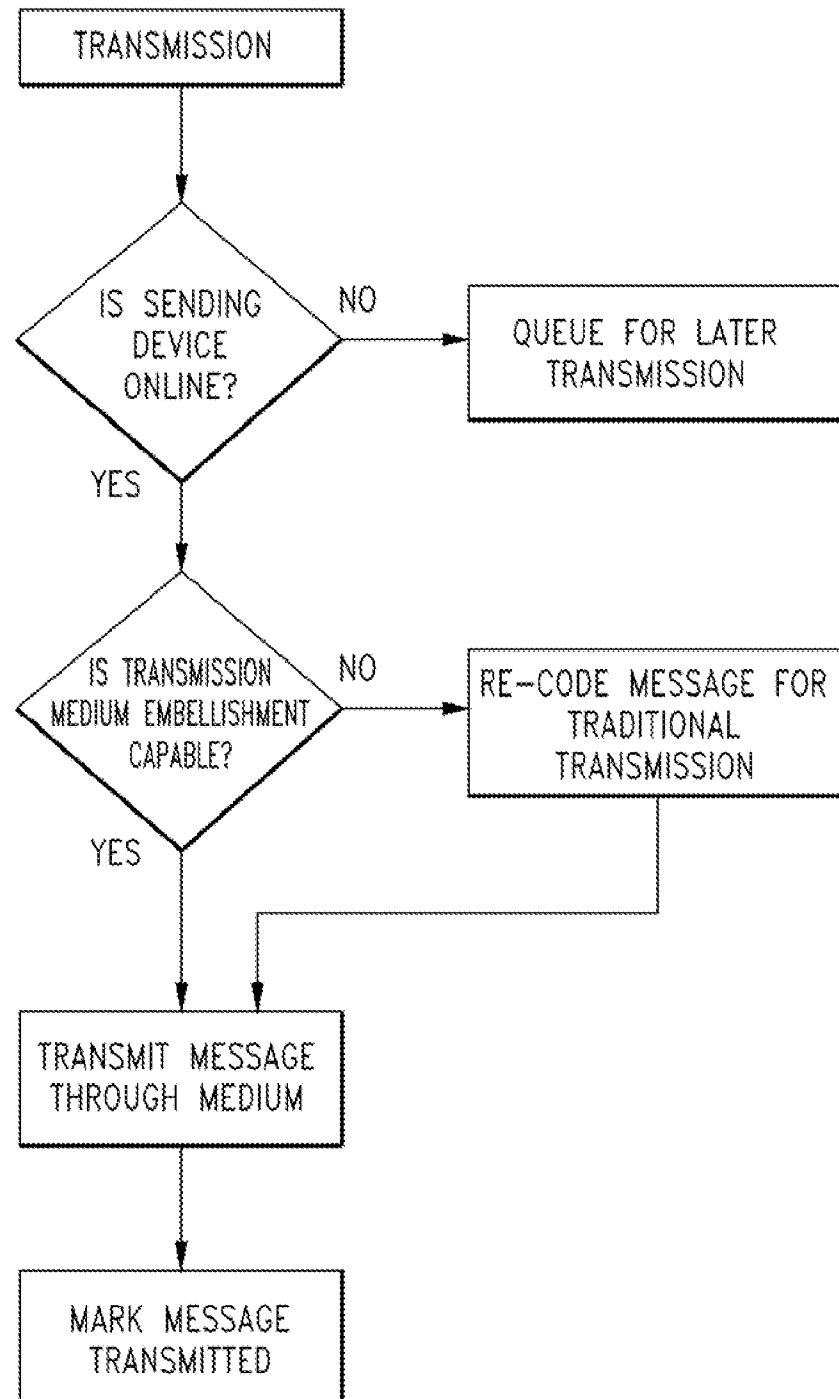 TRANSMISSION
IS SENDING
DEVICE
ONLINE?
NO
QUEUE FOR LATER
TRANSMISSION
YES
IS TRANSMISSION
MEDIUM EMBELLISHMENT
CAPABLE?
NO
RE-CODE MESSAGE FOR
TRADITIONAL
TRANSMISSION
YES
TRANSMIT MESSAGE
THROUGH MEDIUM
MARK MESSAGE
TRANSMITTED